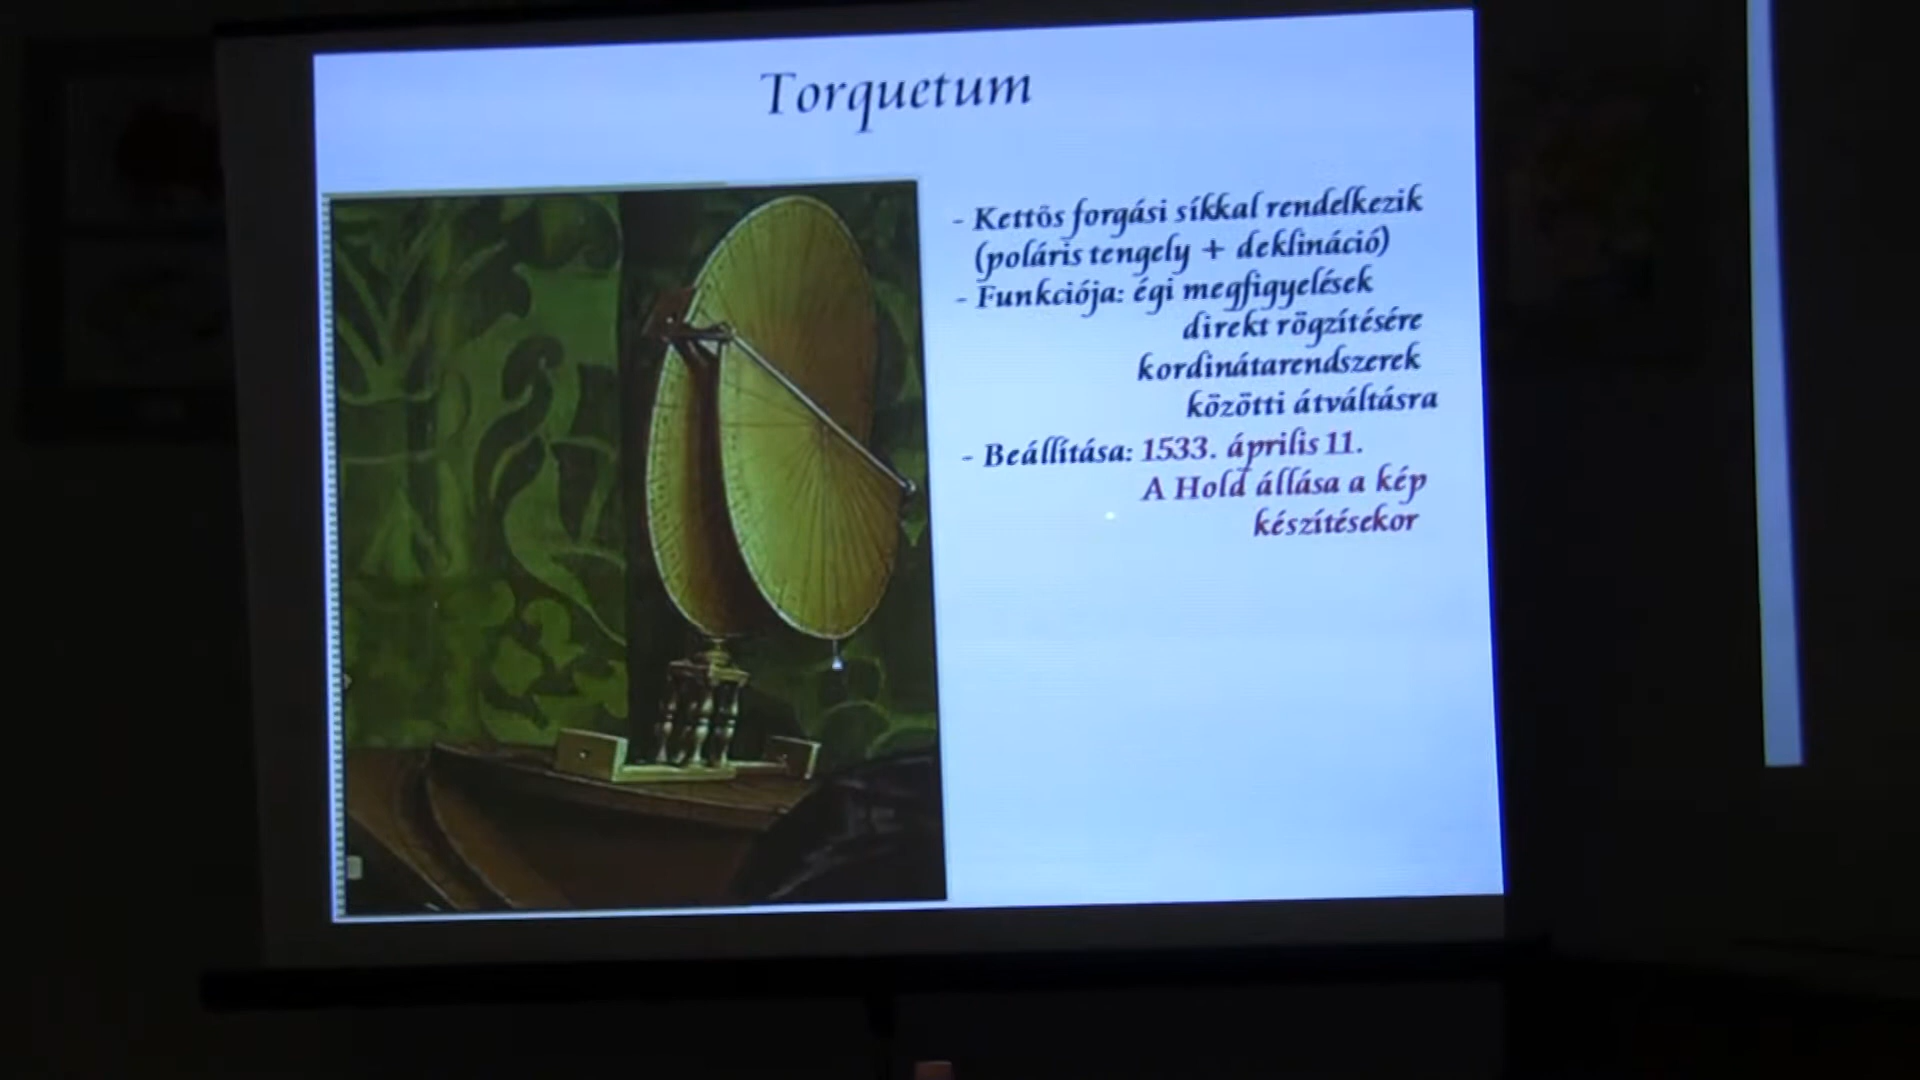 Torquetum
- Kettős forgási síkkal rendelkezik
(poláris tengely + deklináció)
- Funkciója: égi megfigyelések
direkt rögzítésére
kordinátarendszerek
közötti átváltásra
- Beállítása: 1533. április 11.
A Hold állása a kép
készítésekor